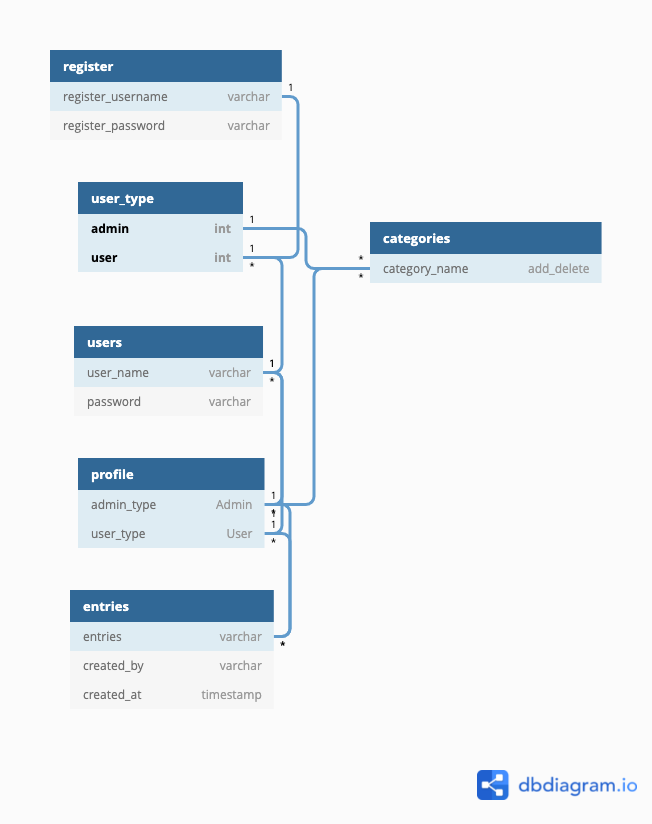 register
1
register_username varchar
register_password varchar
user_type
1
admin int
1
user int
*
categories
*
category_name add_delete
*
users
1
user_name varchar
*
password varchar
profile
1
admin_type Admin
*
1
user_type User
*
entries
entries varchar
*
created_by varchar
created_at timestamp
dbdiagram.io